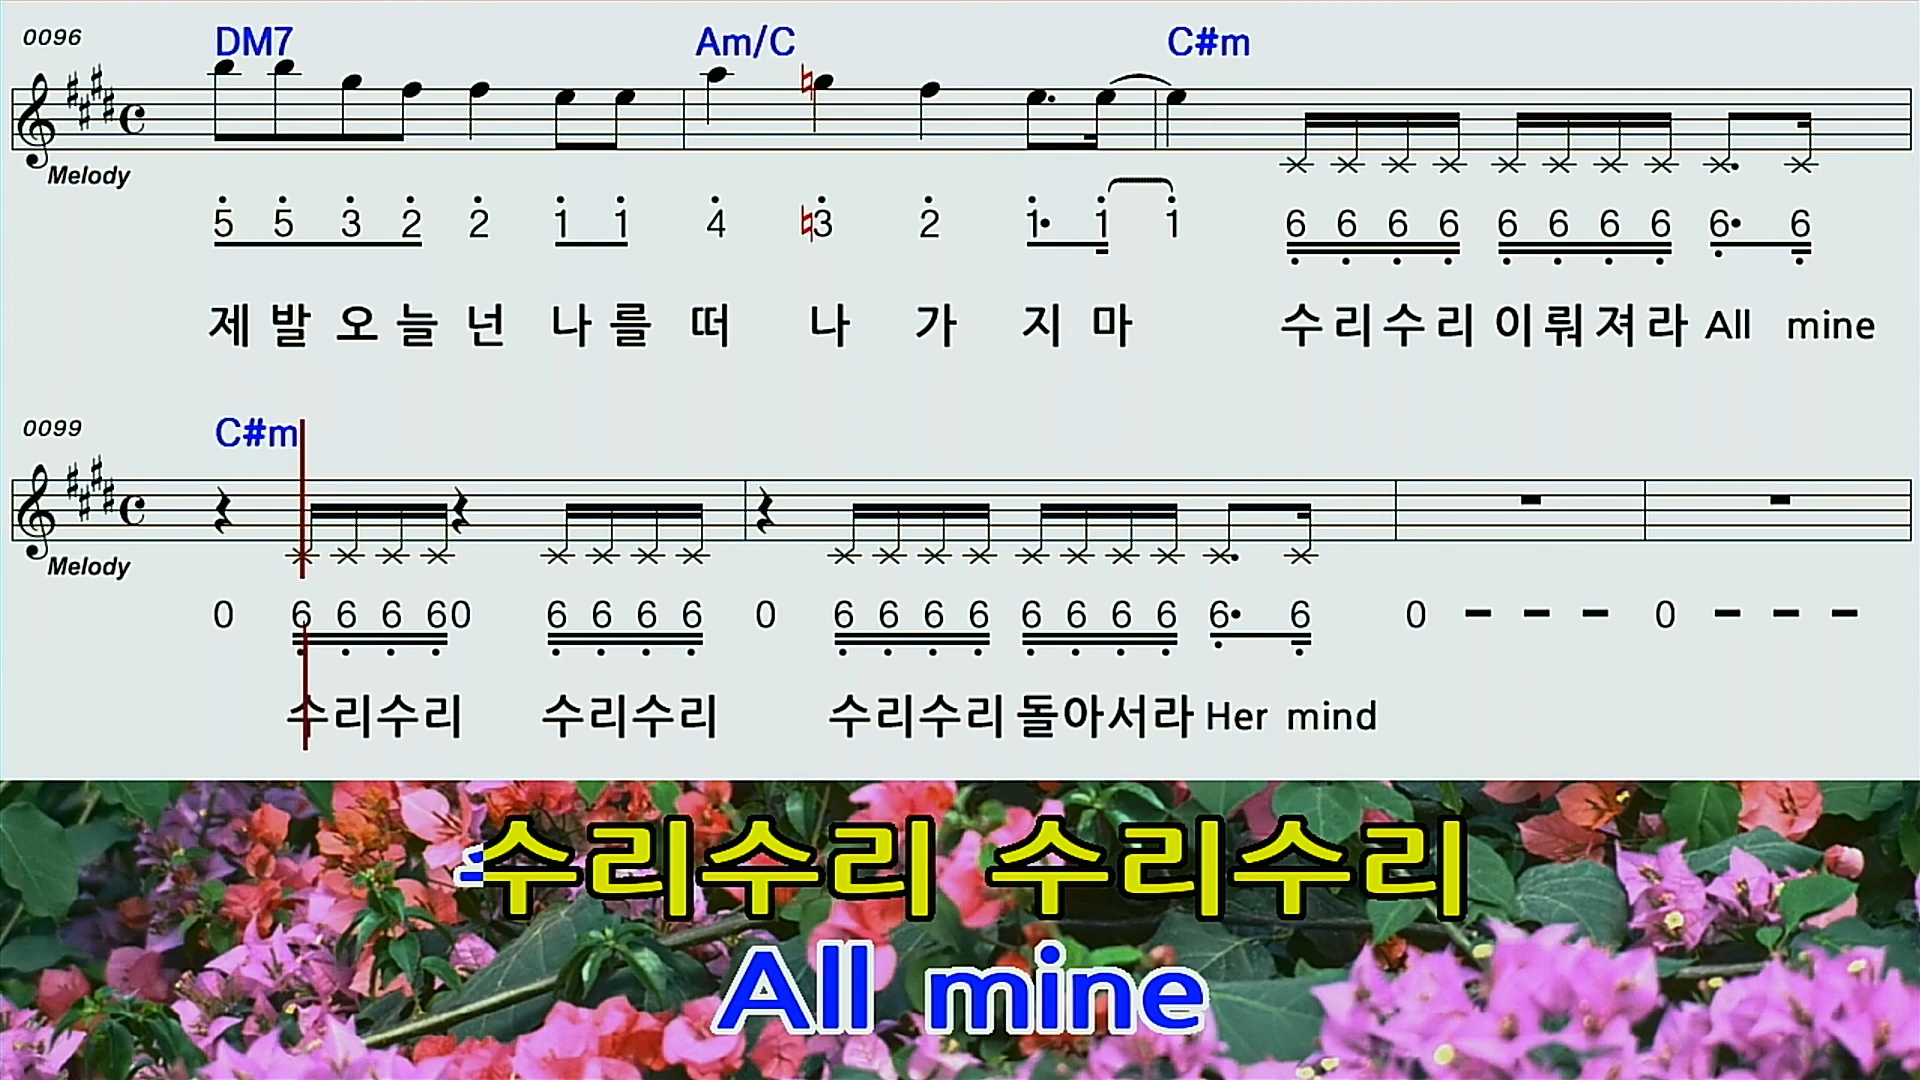 0096 DM7 Am/C C#m
Melody
5 5 3 2 2 1 1 4 ♮3 2 1• 1 1 6 6 6 6 6 6 6 6 6• 6
제 발 오 늘 넌 나 를 떠 나 가 지 마 수 리 수 리 이 뤄 져 라 All mine
0099 C#m
Melody
0 6 6 6 6 0 6 6 6 6 0 6 6 6 6 6 6 6 6 6• 6 0 - - - 0 - - -
수리수리 수리수리 수리수리 돌아서라 Her mind
수리수리 수리수리
All mine